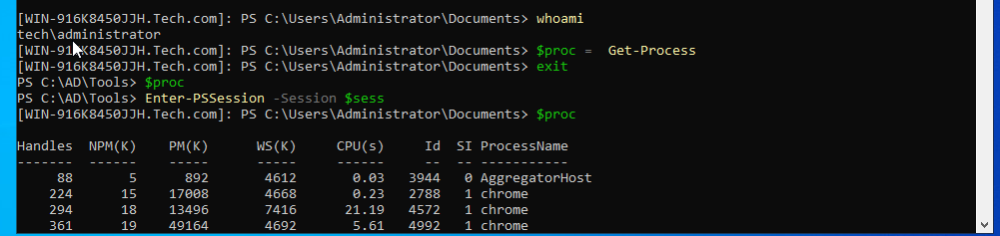 [WIN-916K8450JJH.Tech.com]: PS C:\Users\Administrator\Documents> whoami
tech\administrator
[WIN-916K8450JJH.Tech.com]: PS C:\Users\Administrator\Documents> $proc =  Get-Process
[WIN-916K8450JJH.Tech.com]: PS C:\Users\Administrator\Documents> exit
PS C:\AD\Tools> $proc
PS C:\AD\Tools> Enter-PSSession -Session $sess
[WIN-916K8450JJH.Tech.com]: PS C:\Users\Administrator\Documents> $proc
Handles  NPM(K)    PM(K)      WS(K)     CPU(s)     Id  SI ProcessName
-------  ------    -----      -----     ------     --  -- -----------
     88       5      892       4612       0.03   3944   0 AggregatorHost
    224      15    17008       4668       0.23   2788   1 chrome
    294      18    13496       7416      21.19   4572   1 chrome
    361      19    49164       4692       5.61   4992   1 chrome